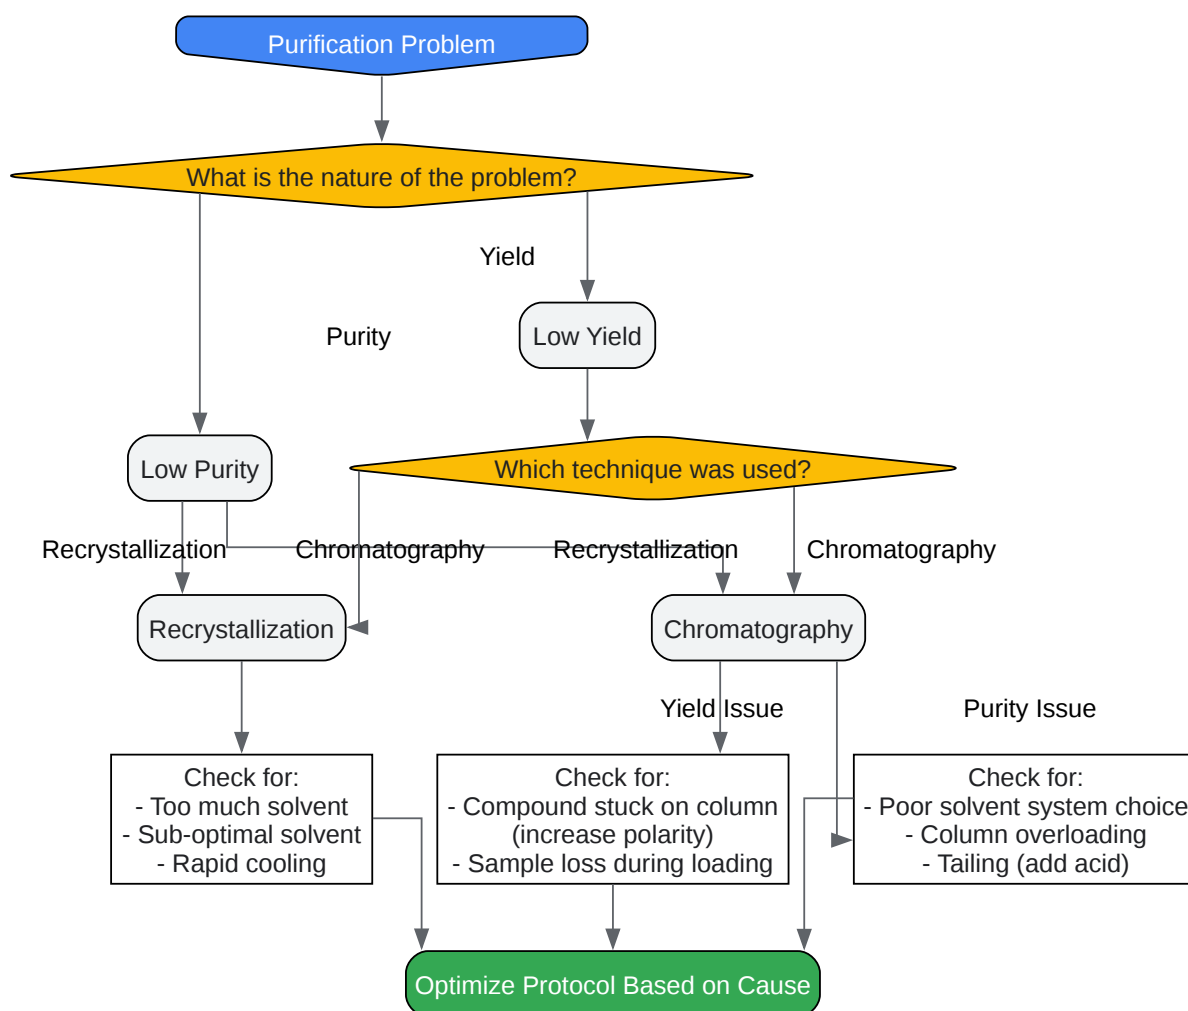 Purification Problem
What is the nature of the problem?
Yield
Purity
Low Yield
Low Purity
Which technique was used?
Recrystallization
Chromatography
Recrystallization
Chromatography
Recrystallization
Chromatography
Yield Issue
Purity Issue
Check for:
- Too much solvent
- Sub-optimal solvent
- Rapid cooling
Check for:
- Compound stuck on column
(increase polarity)
- Sample loss during loading
Check for:
- Poor solvent system choice
- Column overloading
- Tailing (add acid)
Optimize Protocol Based on Cause